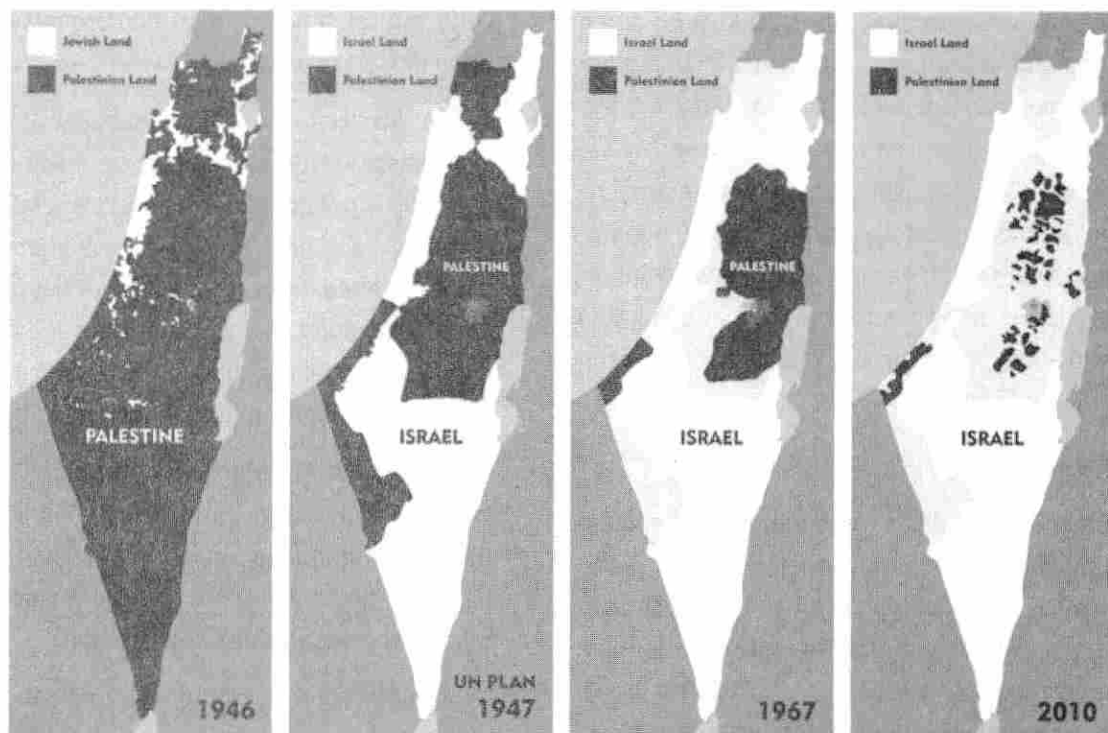 Jewish Land
Palestinian Land
PALESTINE
1946
Israel Land
Palestinian Land
PALESTINE
ISRAEL
UN PLAN
1947
Israel Land
Palestinian Land
PALESTINE
ISRAEL
1967
Israel Land
Palestinian Land
ISRAEL
2010